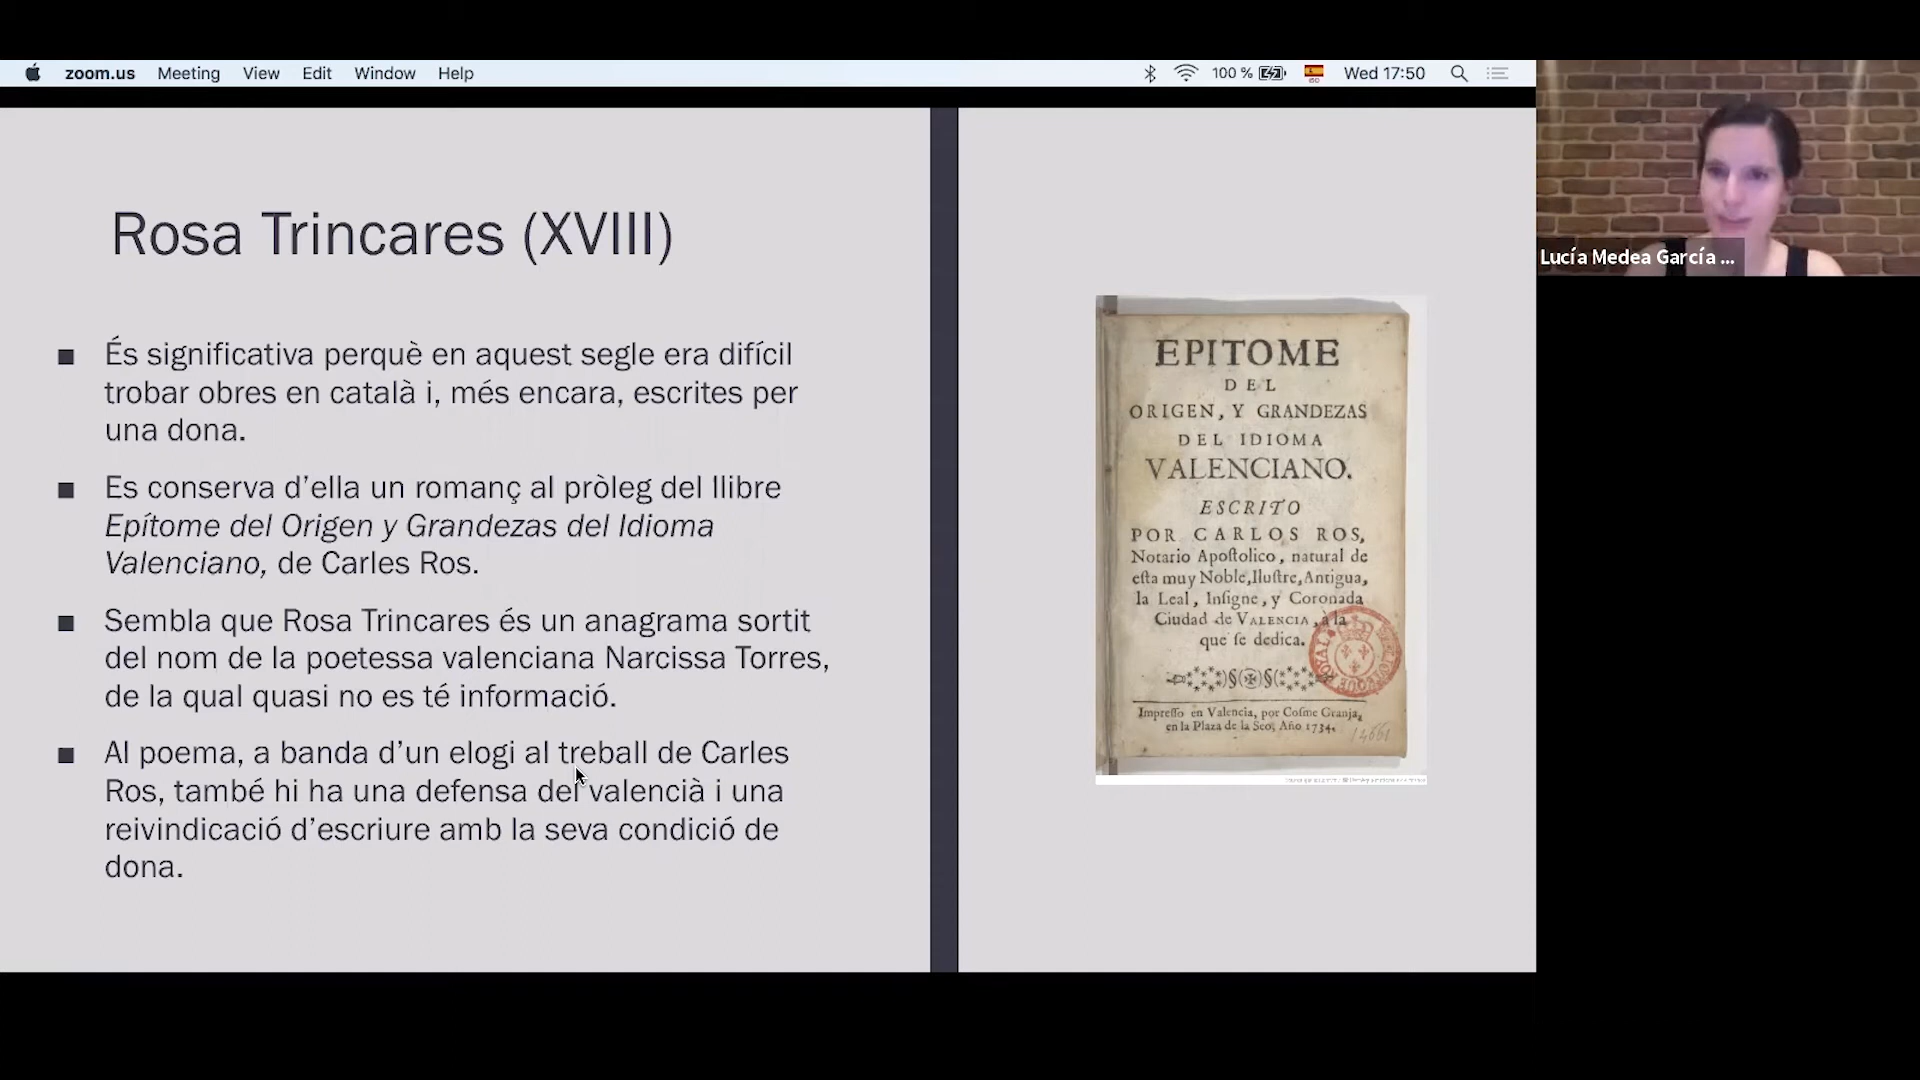 zoom.us Meeting View Edit Window Help 100 % Wed 17:50
Lucía Medea García ...
Rosa Trincares (XVIII)
■ És significativa perquè en aquest segle era difícil
trobar obres en català i, més encara, escrites per
una dona.
■ Es conserva d’ella un romanç al pròleg del llibre
Epítome del Origen y Grandezas del Idioma
Valenciano, de Carles Ros.
■ Sembla que Rosa Trincares és un anagrama sortit
del nom de la poetessa valenciana Narcissa Torres,
de la qual quasi no es té informació.
■ Al poema, a banda d’un elogi al treball de Carles
Ros, també hi ha una defensa del valencià i una
reivindicació d’escriure amb la seva condició de
dona.
EPITOME
DEL
ORIGEN, Y GRANDEZAS
DEL IDIOMA
VALENCIANO.
ESCRITO
POR CARLOS ROS,
Notario Apoſtolico, natural de
eſta muy Noble, Iluſtre, Antigua,
la Leal, Inſigne, y Coronada
Ciudad de VALENCIA, à la
que ſe dedica.
Impreſſo en Valencia, por Coſme Granja,
en la Plaza de la Seo, Año 1734.
14661